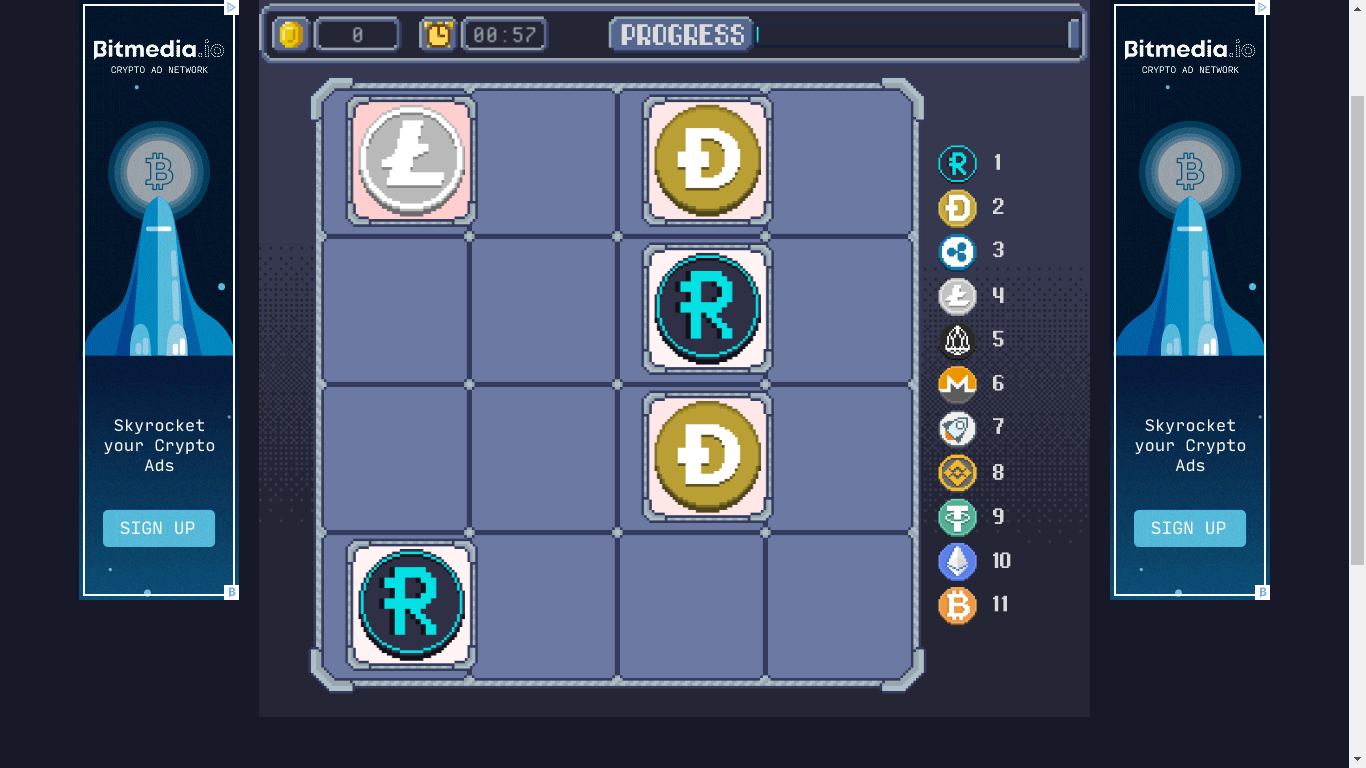 Bitmedia.io
CRYPTO AD NETWORK
Skyrocket
your Crypto
Ads
SIGN UP
0
00:57
PROGRESS
1
2
3
4
5
6
7
8
9
10
11
Bitmedia.io
CRYPTO AD NETWORK
Skyrocket
your Crypto
Ads
SIGN UP